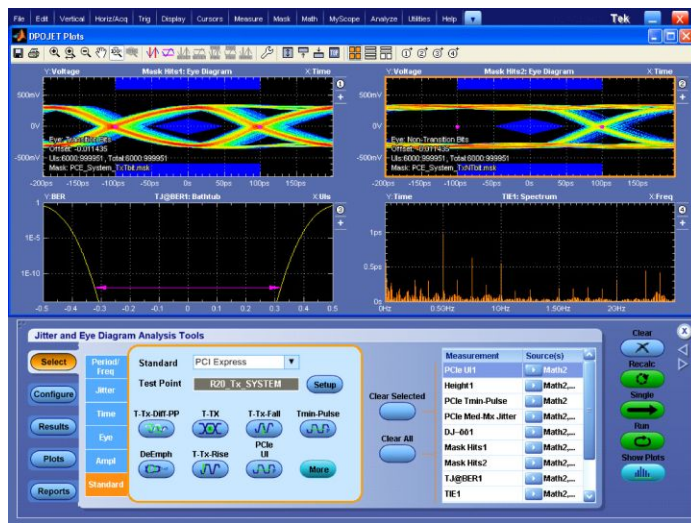 File Edit Vertical Horiz/Acq Trig Display Cursors Measure Mask Math MyScope Analyze Utilities Help Tek
DPOJET Plots
Y:Voltage Mask Hits1: Eye Diagram X:Time
500mV
0V
-500mV
Offset: -0.011435
UIs:6000:999951, Total:6000:999951
Mask: PCE_System_TxTbit.msk
-200ps -150ps -100ps -50ps 0s 50ps 100ps 150ps
Y:Voltage Mask Hits2: Eye Diagram X:Time
500mV
0V
-500mV
Eye: Non-Transition Bits
Offset: -0.011435
UIs:6000:999951, Total:6000:999951
Mask: PCE_System_TxNTbit.msk
-200ps -150ps -100ps -50ps 0s 50ps 100ps 150ps
Y:BER TJ@BER1: Bathtub X:UIs
1
1E-5
1E-10
-0.5 -0.4 -0.3 -0.2 -0.1 0.0 0.1 0.2 0.3 0.4 0.5
Y:Time TIE1: Spectrum X:Freq
1ps
0.5ps
0s
0Hz 0.5GHz 1GHz 1.5GHz 2GHz
Jitter and Eye Diagram Analysis Tools
Select
Configure
Results
Plots
Reports
Period/
Freq
Jitter
Time
Eye
Ampl
Standard
Standard PCI Express
Test Point R20_Tx_SYSTEM Setup
T-Tx-Diff-PP T-TX T-Tx-Fall Tmin-Pulse
DeEmph T-Tx-Rise PCIe UI More
Clear Selected
Clear All
Measurement Source(s)
PCIe UI1 Math2
Height1 Math2,...
PCIe Tmin-Pulse Math2,...
PCIe Med-Mx Jitter Math2,...
DJ-δδ1 Math2,...
Mask Hits1 Math2,...
Mask Hits2 Math2,...
TJ@BER1 Math2,...
TIE1 Math2,...
Clear
Recalc
Single
Run
Show Plots